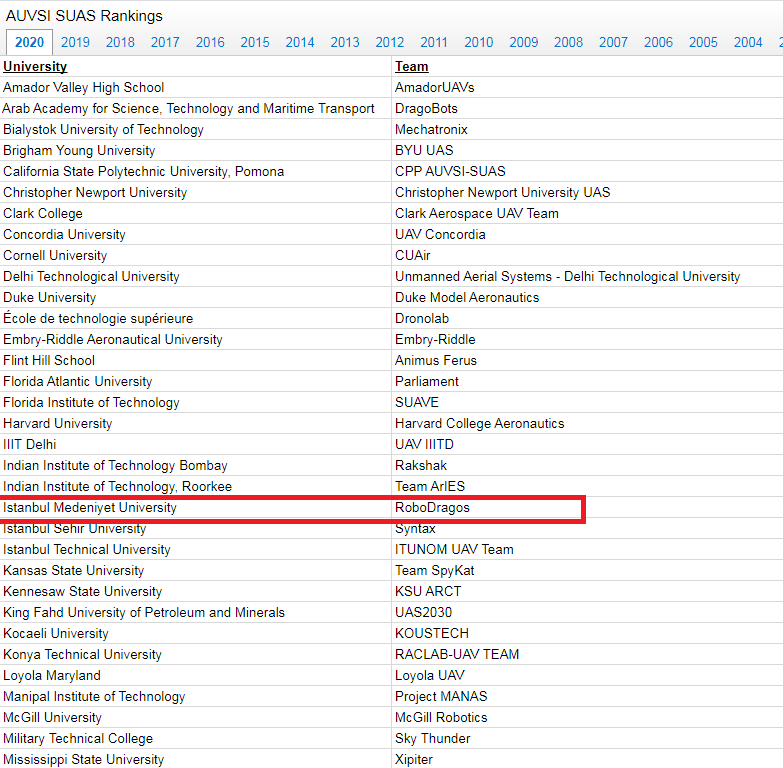 AUVSI SUAS Rankings
2020 2019 2018 2017 2016 2015 2014 2013 2012 2011 2010 2009 2008 2007 2006 2005 2004
University Team
Amador Valley High School AmadorUAVs
Arab Academy for Science, Technology and Maritime Transport DragoBots
Bialystok University of Technology Mechatronix
Brigham Young University BYU UAS
California State Polytechnic University, Pomona CPP AUVSI-SUAS
Christopher Newport University Christopher Newport University UAS
Clark College Clark Aerospace UAV Team
Concordia University UAV Concordia
Cornell University CUAir
Delhi Technological University Unmanned Aerial Systems - Delhi Technological University
Duke University Duke Model Aeronautics
École de technologie supérieure Dronolab
Embry-Riddle Aeronautical University Embry-Riddle
Flint Hill School Animus Ferus
Florida Atlantic University Parliament
Florida Institute of Technology SUAVE
Harvard University Harvard College Aeronautics
IIIT Delhi UAV IIITD
Indian Institute of Technology Bombay Rakshak
Indian Institute of Technology, Roorkee Team ArIES
Istanbul Medeniyet University RoboDragos
Istanbul Sehir University Syntax
Istanbul Technical University ITUNOM UAV Team
Kansas State University Team SpyKat
Kennesaw State University KSU ARCT
King Fahd University of Petroleum and Minerals UAS2030
Kocaeli University KOUSTECH
Konya Technical University RACLAB-UAV TEAM
Loyola Maryland Loyola UAV
Manipal Institute of Technology Project MANAS
McGill University McGill Robotics
Military Technical College Sky Thunder
Mississippi State University Xipiter